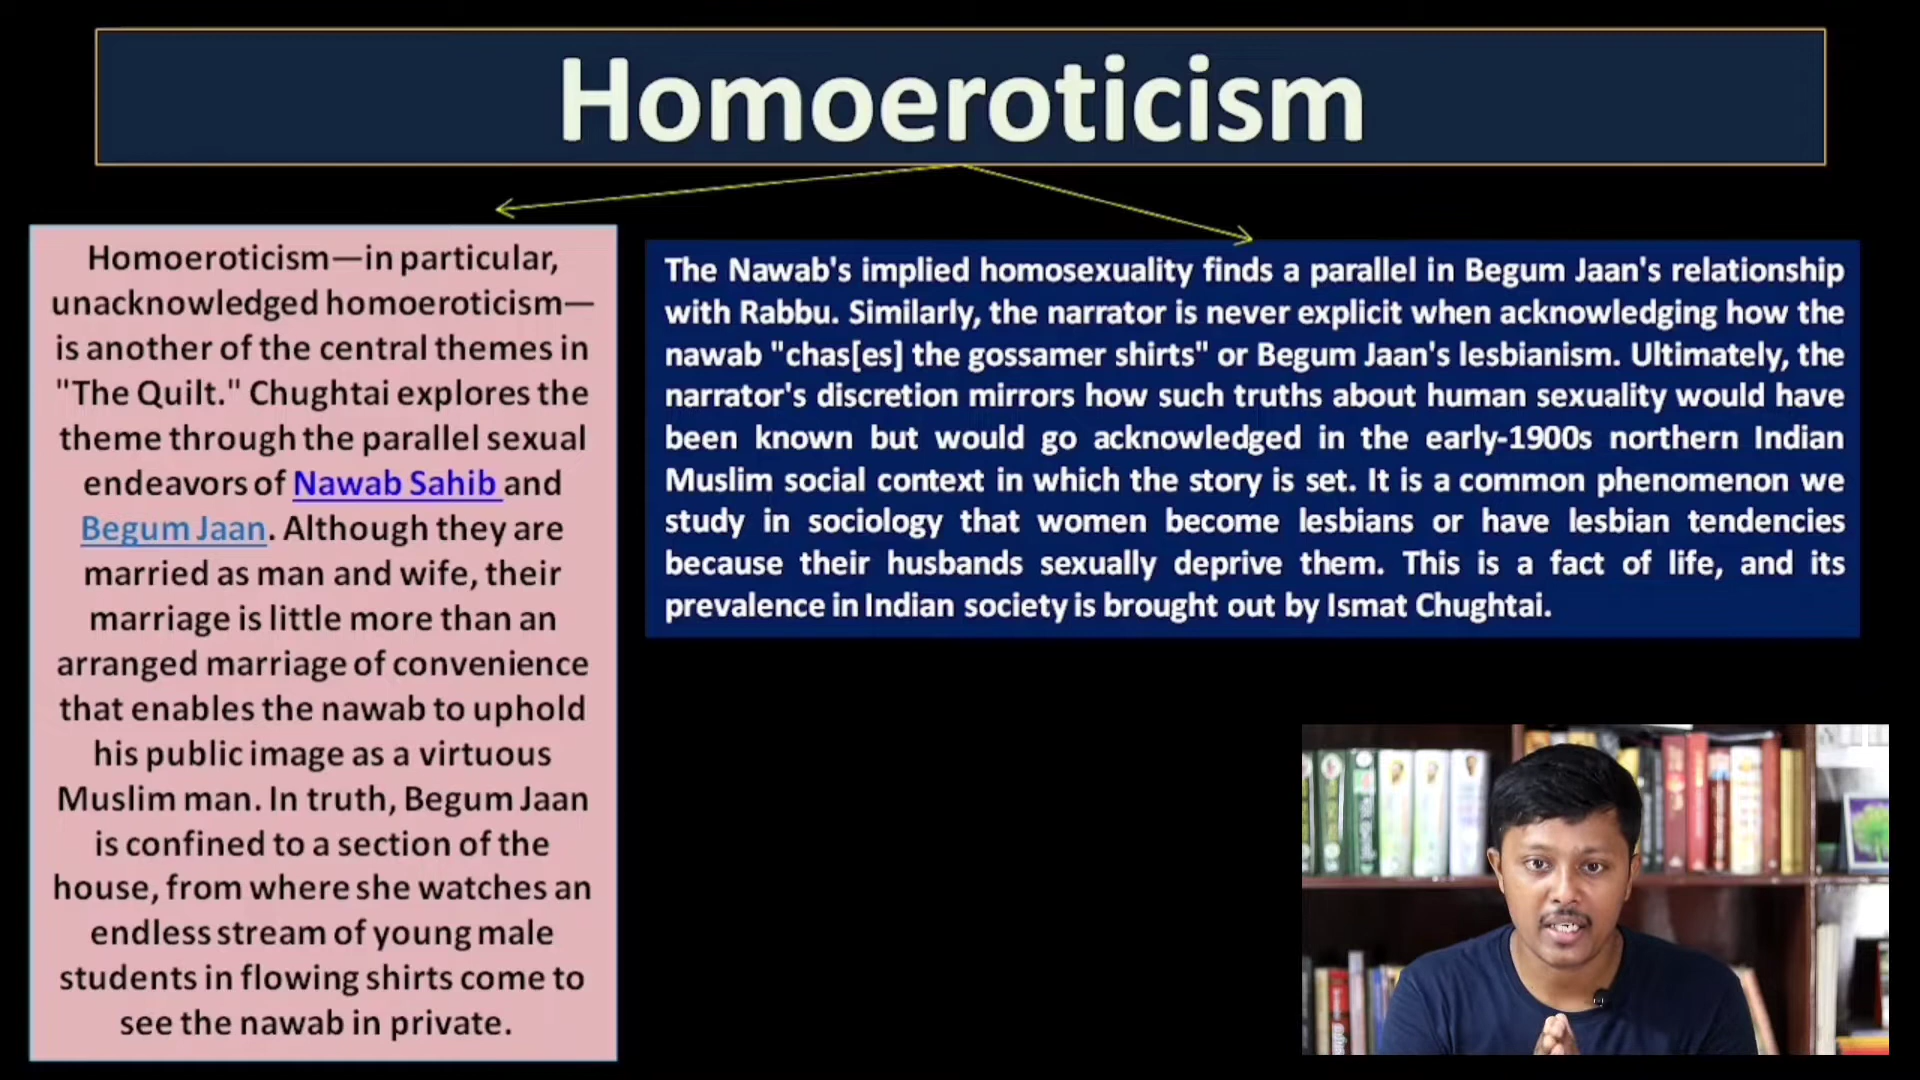 Homoeroticism
Homoeroticism—in particular,
unacknowledged homoeroticism—
is another of the central themes in
"The Quilt." Chughtai explores the
theme through the parallel sexual
endeavors of Nawab Sahib and
Begum Jaan. Although they are
married as man and wife, their
marriage is little more than an
arranged marriage of convenience
that enables the nawab to uphold
his public image as a virtuous
Muslim man. In truth, Begum Jaan
is confined to a section of the
house, from where she watches an
endless stream of young male
students in flowing shirts come to
see the nawab in private.
The Nawab's implied homosexuality finds a parallel in Begum Jaan's relationship
with Rabbu. Similarly, the narrator is never explicit when acknowledging how the
nawab "chas[es] the gossamer shirts" or Begum Jaan's lesbianism. Ultimately, the
narrator's discretion mirrors how such truths about human sexuality would have
been known but would go acknowledged in the early-1900s northern Indian
Muslim social context in which the story is set. It is a common phenomenon we
study in sociology that women become lesbians or have lesbian tendencies
because their husbands sexually deprive them. This is a fact of life, and its
prevalence in Indian society is brought out by Ismat Chughtai.